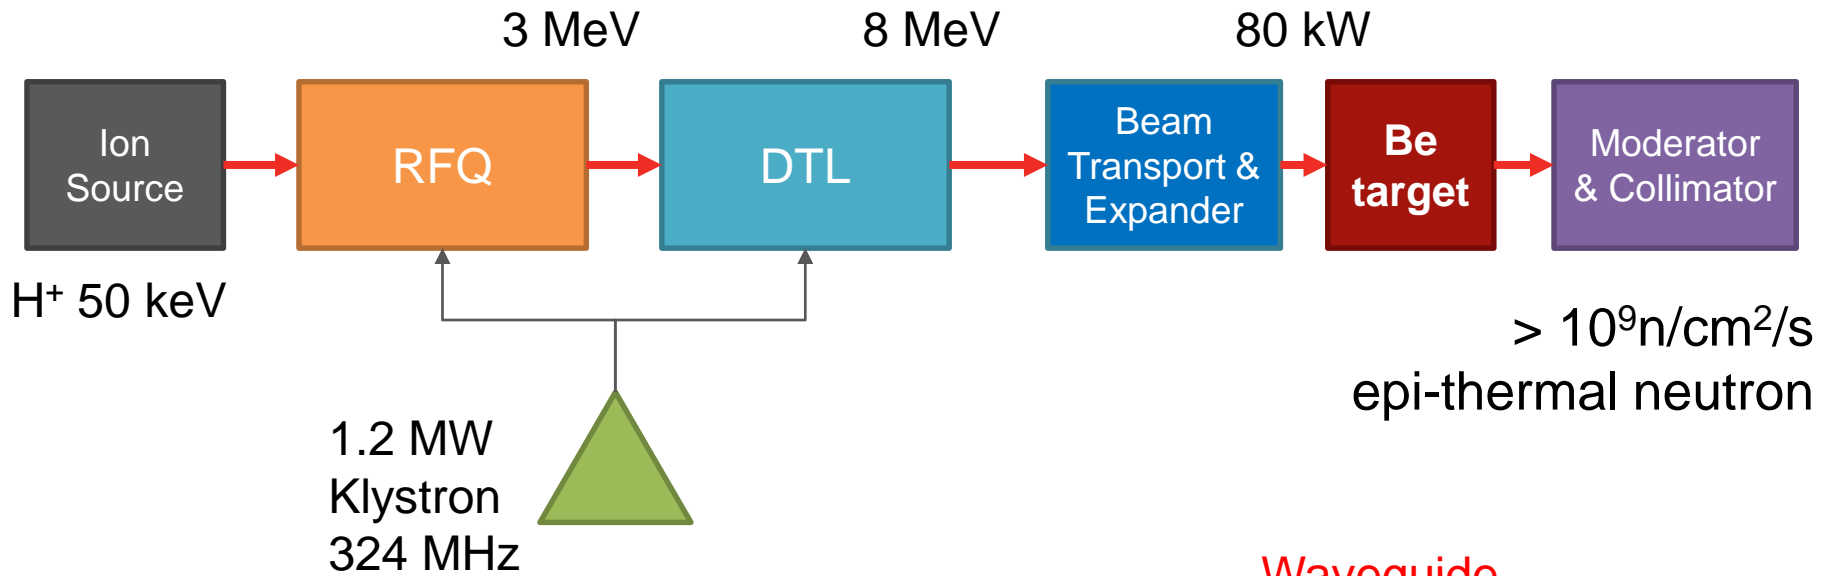 3 MeV
8 MeV
80 kW
Ion
Source
RFQ
DTL
Beam
Transport &
Expander
Be
target
Moderator
& Collimator
H⁺ 50 keV
> 10⁹n/cm²/s
epi-thermal neutron
1.2 MW
Klystron
324 MHz
Waveguide